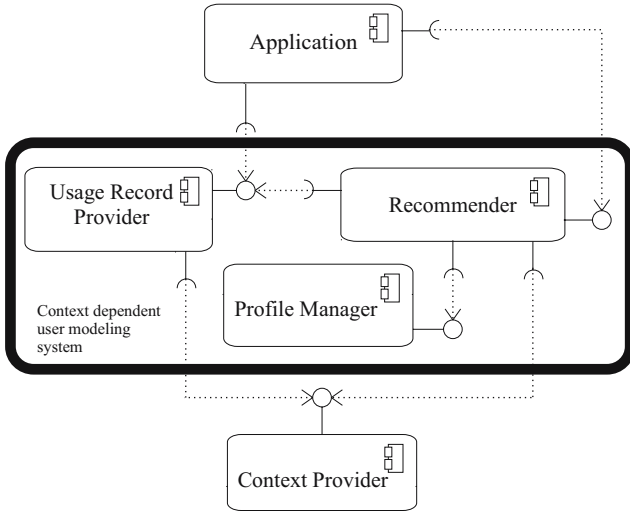 Application
Usage Record
Provider
Recommender
Profile Manager
Context dependent
user modeling
system
Context Provider